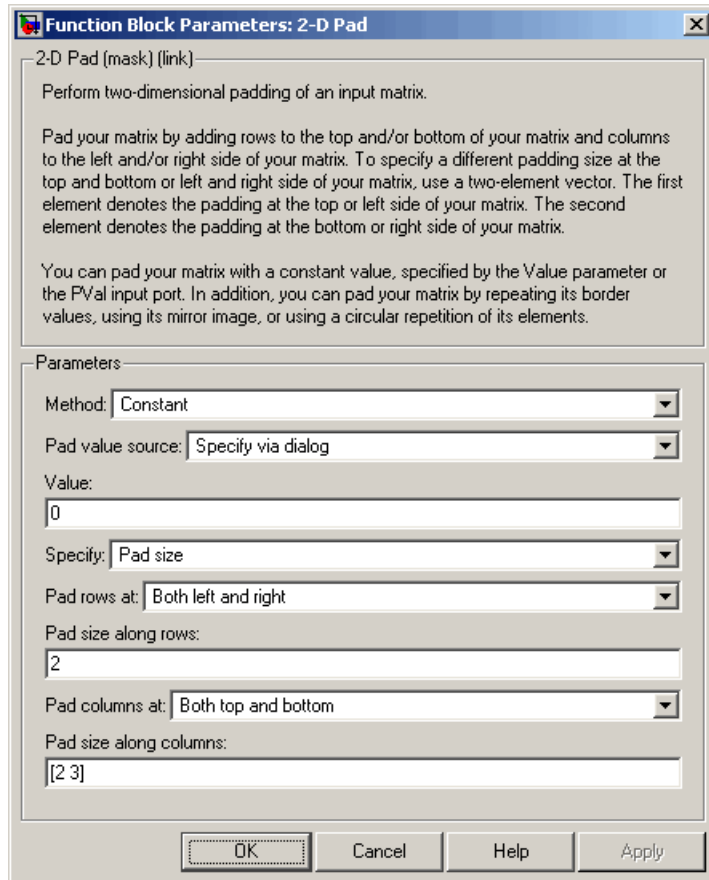 Function Block Parameters: 2-D Pad
2-D Pad (mask) (link)
Perform two-dimensional padding of an input matrix.
Pad your matrix by adding rows to the top and/or bottom of your matrix and columns
to the left and/or right side of your matrix. To specify a different padding size at the
top and bottom or left and right side of your matrix, use a two-element vector. The first
element denotes the padding at the top or left side of your matrix. The second
element denotes the padding at the bottom or right side of your matrix.
You can pad your matrix with a constant value, specified by the Value parameter or
the PVal input port. In addition, you can pad your matrix by repeating its border
values, using its mirror image, or using a circular repetition of its elements.
Parameters
Method: Constant
Pad value source: Specify via dialog
Value:
0
Specify: Pad size
Pad rows at: Both left and right
Pad size along rows:
2
Pad columns at: Both top and bottom
Pad size along columns:
[2 3]
OK Cancel Help Apply